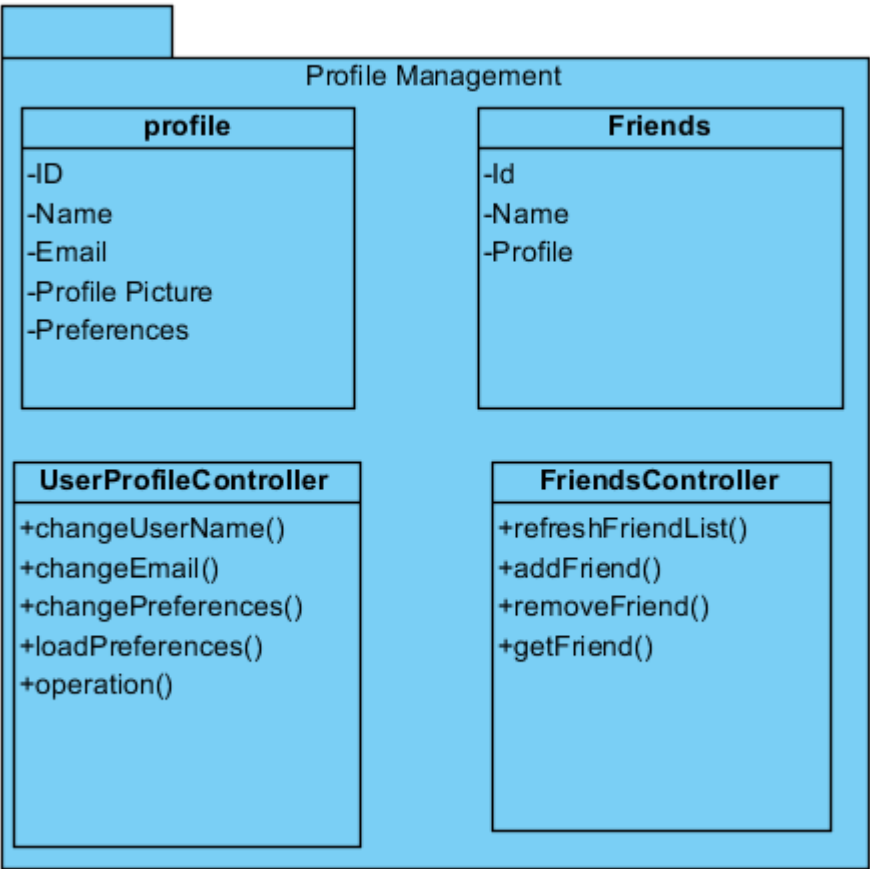 Profile Management
profile
-ID
-Name
-Email
-Profile Picture
-Preferences
Friends
-Id
-Name
-Profile
UserProfileController
+changeUserName()
+changeEmail()
+changePreferences()
+loadPreferences()
+operation()
FriendsController
+refreshFriendList()
+addFriend()
+removeFriend()
+getFriend()